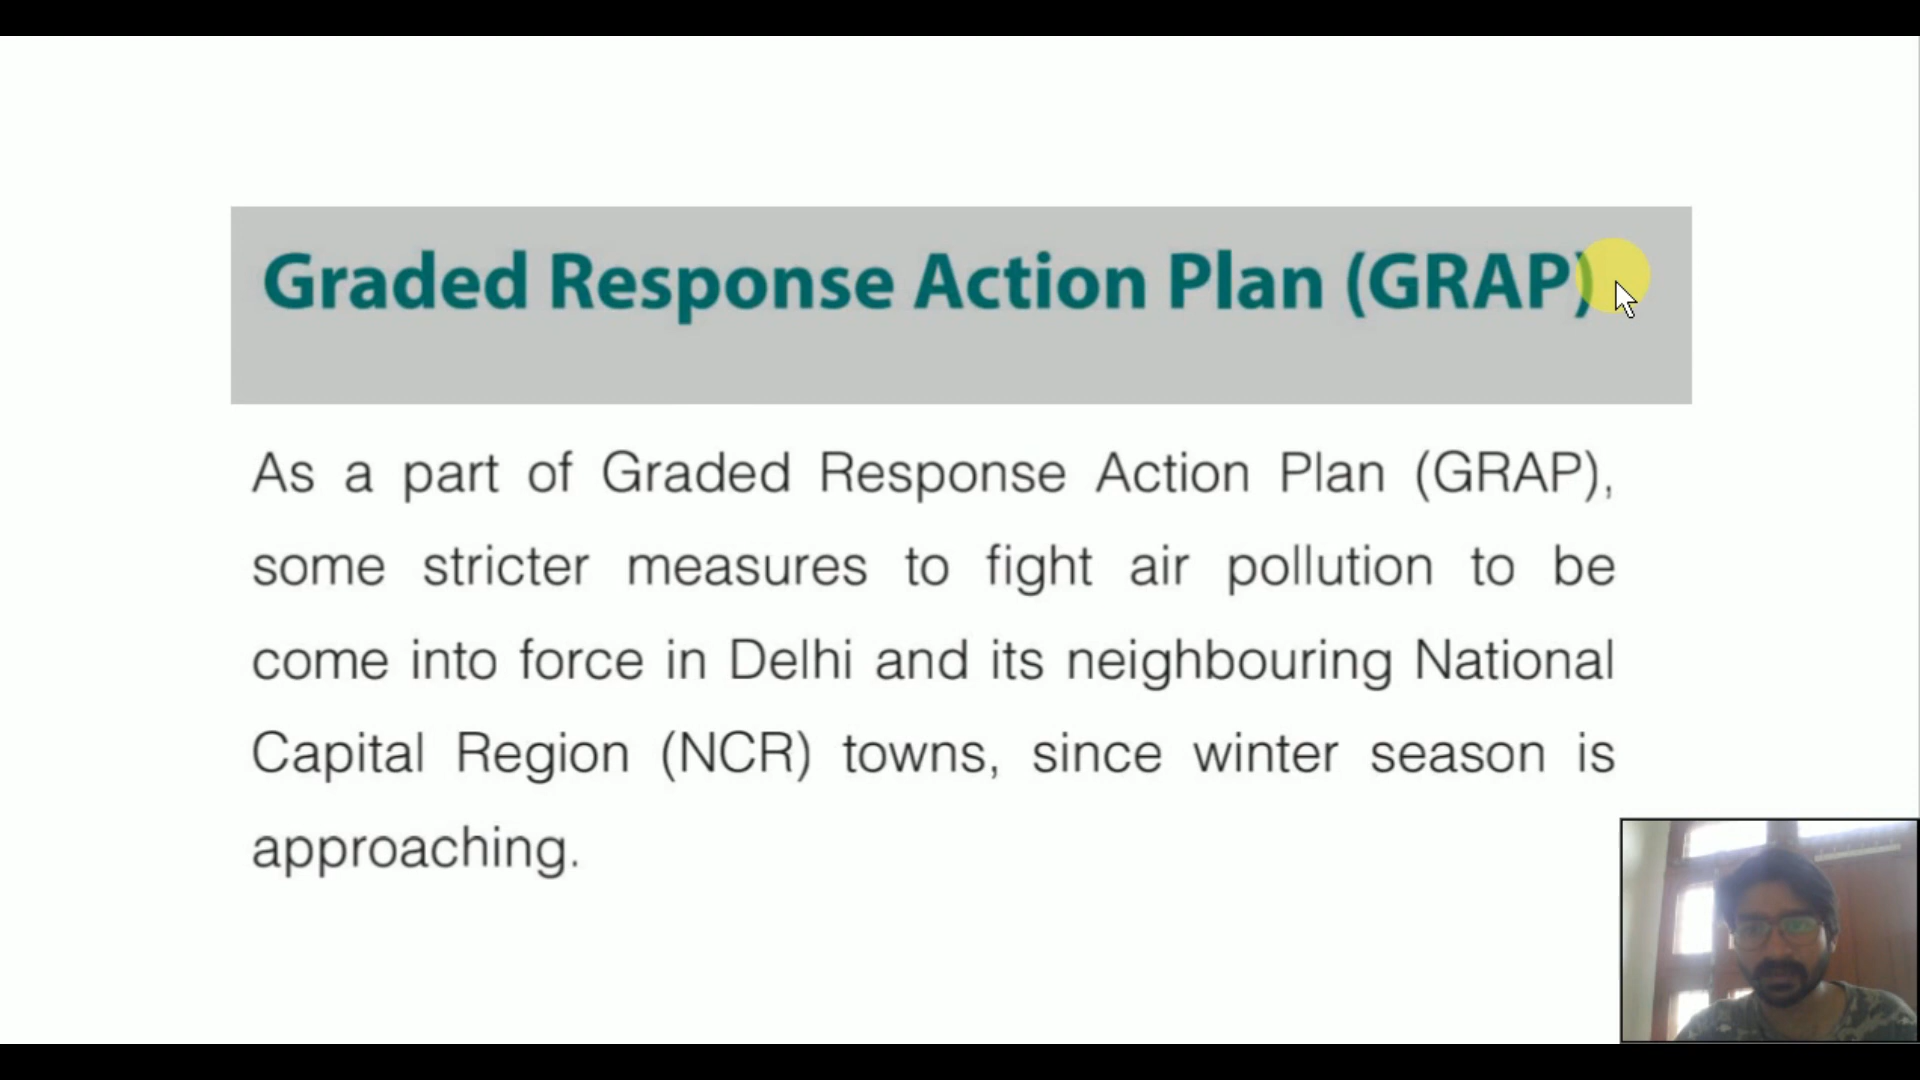 Graded Response Action Plan (GRAP)
As a part of Graded Response Action Plan (GRAP),
some stricter measures to fight air pollution to be
come into force in Delhi and its neighbouring National
Capital Region (NCR) towns, since winter season is
approaching.